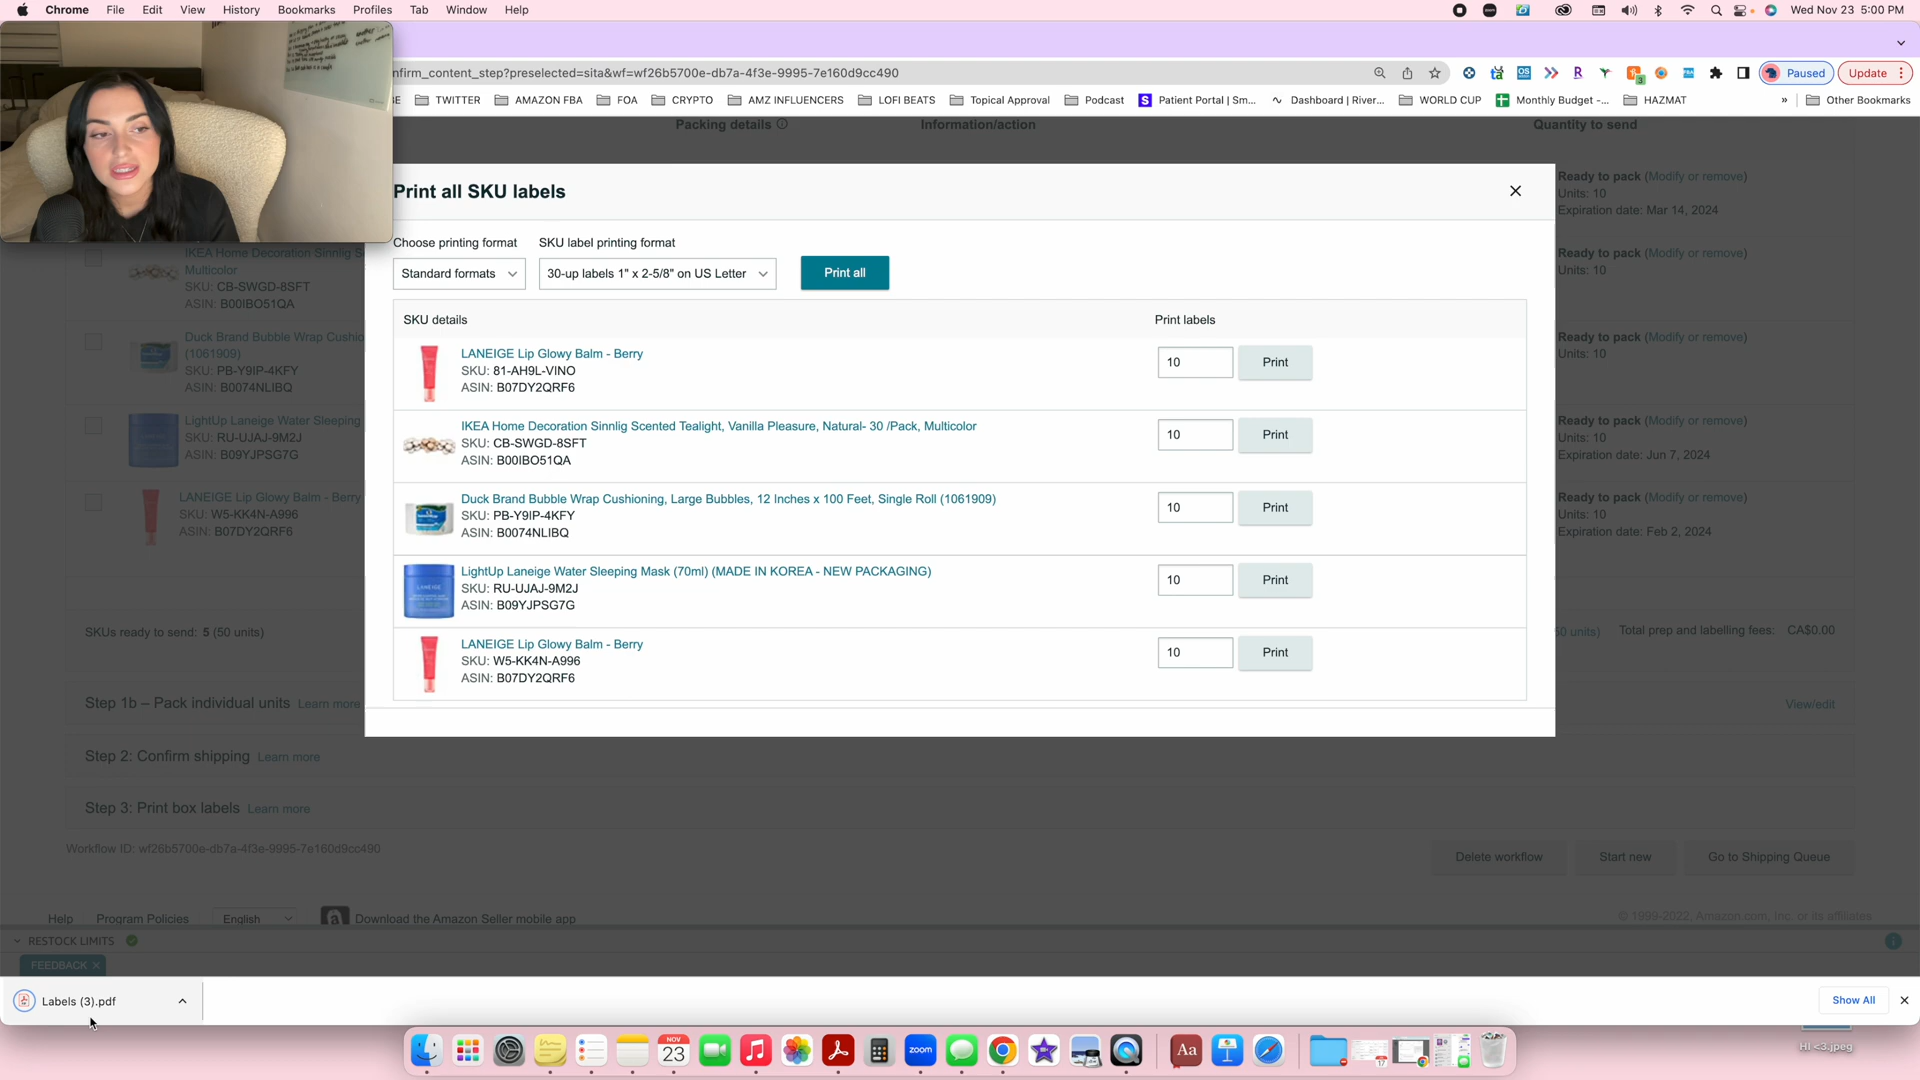 Chrome File Edit View History Bookmarks Profiles Tab Window Help
Wed Nov 23 5:00 PM
nfirm_content_step?preselected=sita&wf=wf26b5700e-db7a-4f3e-9995-7e160d9cc490
Paused Update
BE TWITTER AMAZON FBA FOA CRYPTO AMZ INFLUENCERS LOFI BEATS Topical Approval Podcast Patient Portal | Sm... Dashboard | River... WORLD CUP Monthly Budget -... HAZMAT » Other Bookmarks
Packing details Information/action Quantity to send
Print all SKU labels
Choose printing format SKU label printing format
Standard formats 30-up labels 1" x 2-5/8" on US Letter Print all
SKU details Print labels
LANEIGE Lip Glowy Balm - Berry
SKU: 81-AH9L-VINO
ASIN: B07DY2QRF6
10 Print
IKEA Home Decoration Sinnlig Scented Tealight, Vanilla Pleasure, Natural- 30 /Pack, Multicolor
SKU: CB-SWGD-8SFT
ASIN: B00IBO51QA
10 Print
Duck Brand Bubble Wrap Cushioning, Large Bubbles, 12 Inches x 100 Feet, Single Roll (1061909)
SKU: PB-Y9IP-4KFY
ASIN: B0074NLIBQ
10 Print
LightUp Laneige Water Sleeping Mask (70ml) (MADE IN KOREA - NEW PACKAGING)
SKU: RU-UJAJ-9M2J
ASIN: B09YJPSG7G
10 Print
LANEIGE Lip Glowy Balm - Berry
SKU: W5-KK4N-A996
ASIN: B07DY2QRF6
10 Print
IKEA Home Decoration Sinnlig S
Multicolor
SKU: CB-SWGD-8SFT
ASIN: B00IBO51QA
Duck Brand Bubble Wrap Cushio
(1061909)
SKU: PB-Y9IP-4KFY
ASIN: B0074NLIBQ
LightUp Laneige Water Sleeping
SKU: RU-UJAJ-9M2J
ASIN: B09YJPSG7G
LANEIGE Lip Glowy Balm - Berry
SKU: W5-KK4N-A996
ASIN: B07DY2QRF6
Ready to pack (Modify or remove)
Units: 10
Expiration date: Mar 14, 2024
Ready to pack (Modify or remove)
Units: 10
Ready to pack (Modify or remove)
Units: 10
Ready to pack (Modify or remove)
Units: 10
Expiration date: Jun 7, 2024
Ready to pack (Modify or remove)
Units: 10
Expiration date: Feb 2, 2024
SKUs ready to send: 5 (50 units) 50 units) Total prep and labelling fees: CA$0.00
Step 1b – Pack individual units Learn more View/edit
Step 2: Confirm shipping Learn more
Step 3: Print box labels Learn more
Workflow ID: wf26b5700e-db7a-4f3e-9995-7e160d9cc490
Delete workflow Start new Go to Shipping Queue
Help Program Policies English Download the Amazon Seller mobile app
© 1999-2022, Amazon.com, Inc. or its affiliates
RESTOCK LIMITS
FEEDBACK
Labels (3).pdf Show All
NOV
23
zoom
Aa
17
HI <3.jpeg